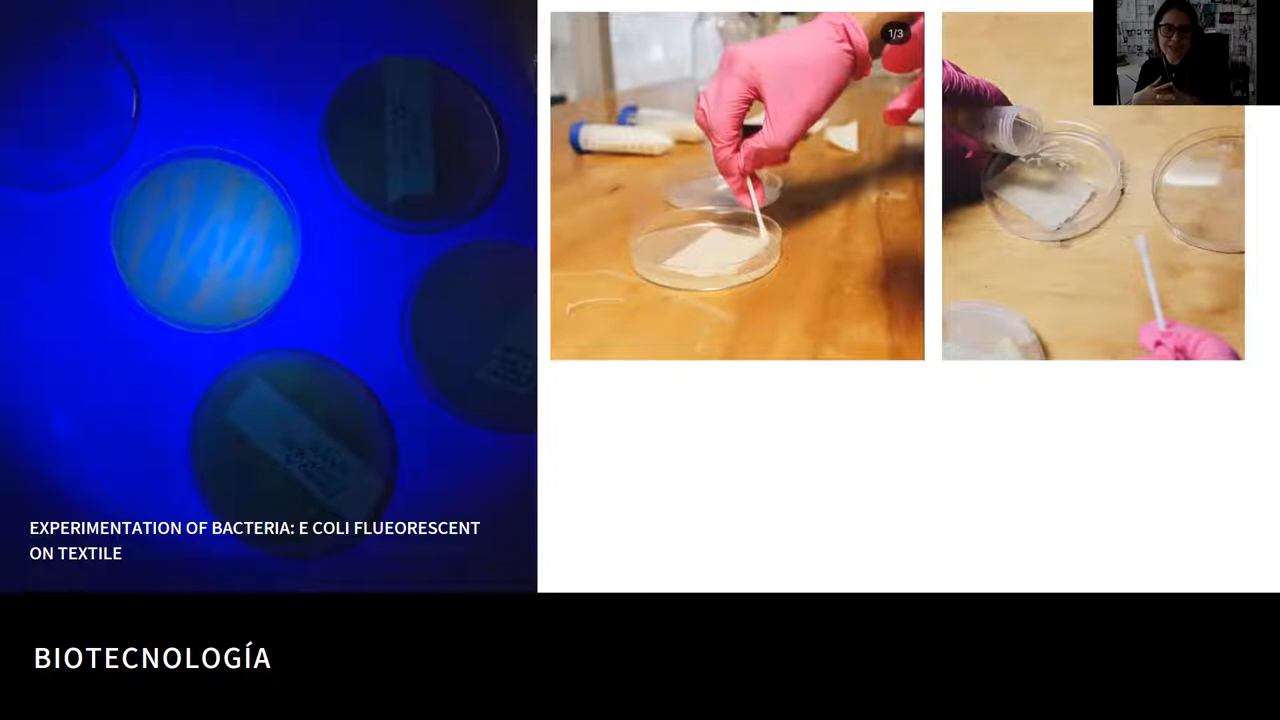 1/3
EXPERIMENTATION OF BACTERIA: E COLI FLUEORESCENT
ON TEXTILE
BIOTECNOLOGÍA